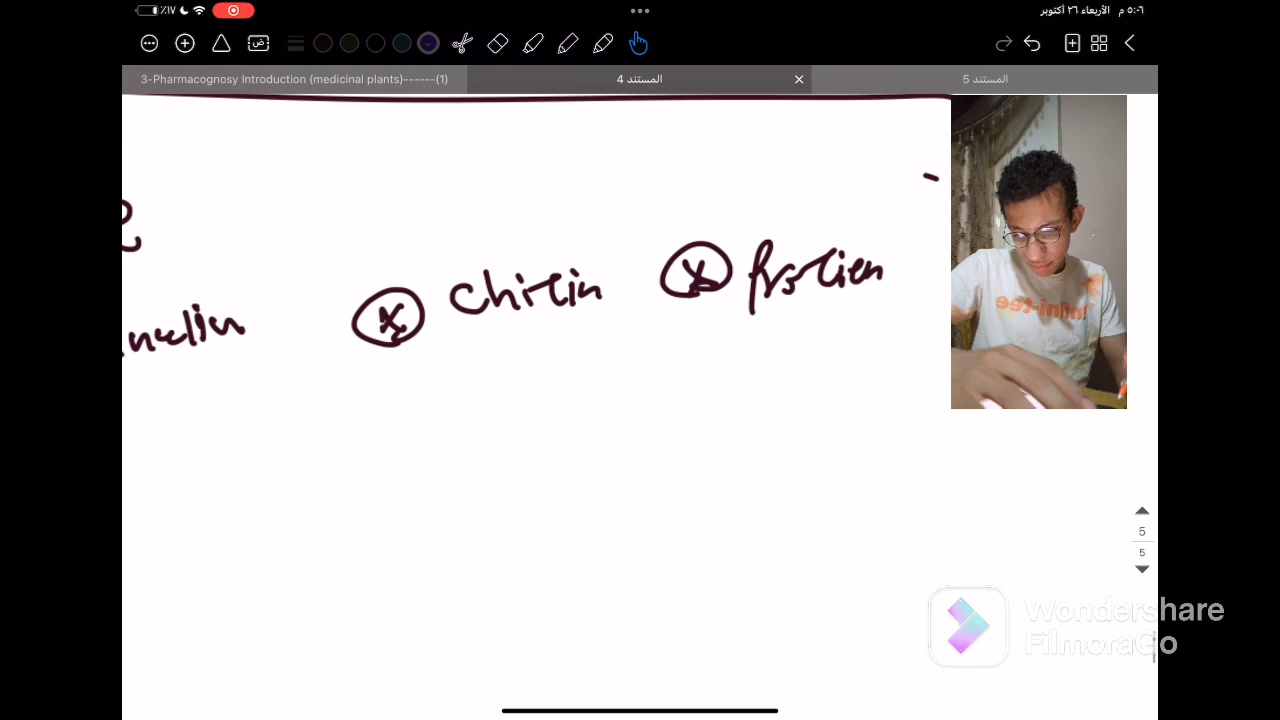 ٥:٠٦ م الأربعاء ٢٦ أكتوبر
٪١٧
3-Pharmacognosy Introduction (medicinal plants)------(1)
المستند 4
المستند 5
Chitin
protien
5
5
Wondershare
FilmoraGo